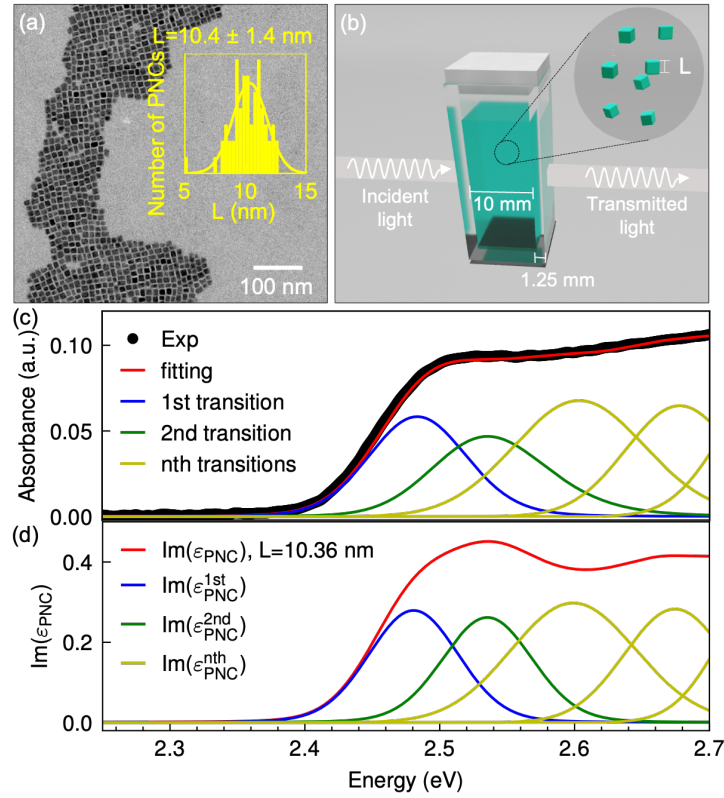 (a)
L=10.4 ± 1.4 nm
Number of PNCs
5 10 15
L (nm)
100 nm
(b)
L
Incident
light
10 mm
Transmitted
light
1.25 mm
(c)
Absorbance (a.u.)
0.10
0.05
0.00
Exp
fitting
1st transition
2nd transition
nth transitions
(d)
Im(εPNC)
0.4
0.2
0.0
Im(εPNC), L=10.36 nm
Im(ε1stPNC)
Im(ε2ndPNC)
Im(εnthPNC)
2.3 2.4 2.5 2.6 2.7
Energy (eV)